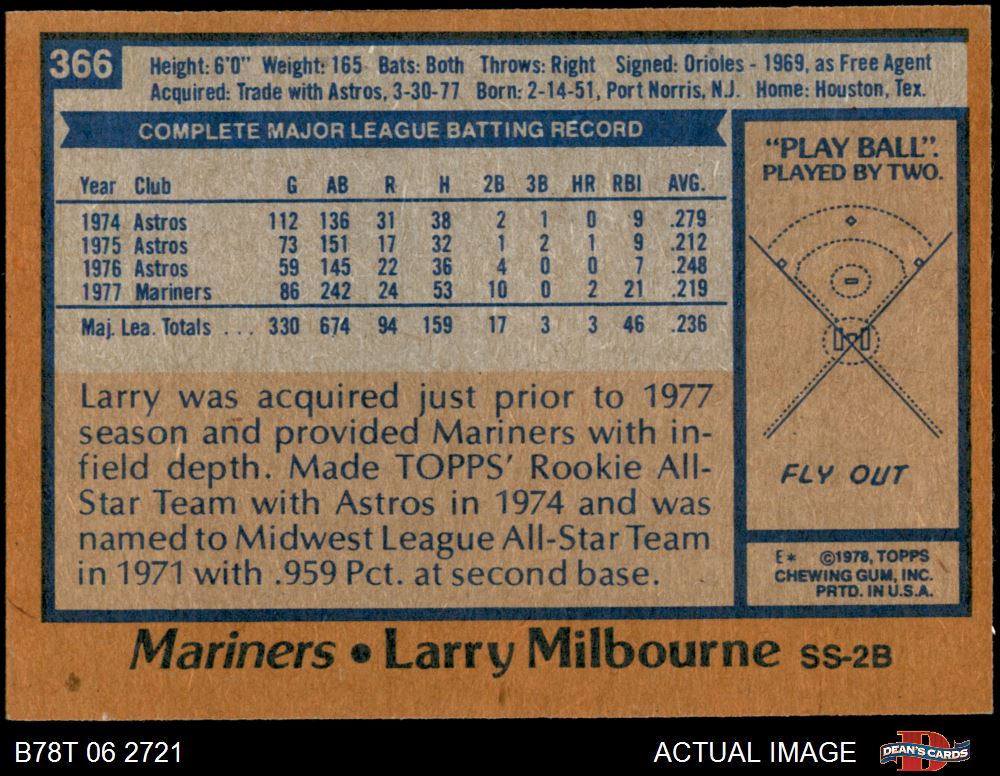 366
Height: 6'0" Weight: 165 Bats: Both Throws: Right Signed: Orioles - 1969, as Free Agent
Acquired: Trade with Astros, 3-30-77 Born: 2-14-51, Port Norris, N.J. Home: Houston, Tex.
COMPLETE MAJOR LEAGUE BATTING RECORD
Year Club G AB R H 2B 3B HR RBI AVG.
1974 Astros 112 136 31 38 2 1 0 9 .279
1975 Astros 73 151 17 32 1 2 1 9 .212
1976 Astros 59 145 22 36 4 0 0 7 .248
1977 Mariners 86 242 24 53 10 0 2 21 .219
Maj. Lea. Totals . . . 330 674 94 159 17 3 3 46 .236
Larry was acquired just prior to 1977
season and provided Mariners with in-
field depth. Made TOPPS' Rookie All-
Star Team with Astros in 1974 and was
named to Midwest League All-Star Team
in 1971 with .959 Pct. at second base.
"PLAY BALL".
PLAYED BY TWO.
FLY OUT
E* ©1978, TOPPS
CHEWING GUM, INC.
PRTD. IN U.S.A.
Mariners • Larry Milbourne SS-2B
B78T 06 2721
ACTUAL IMAGE
DEAN'S CARDS